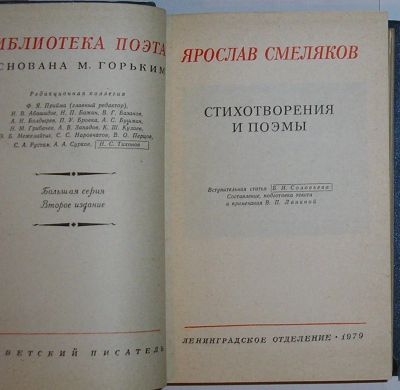 ИБЛИОТЕКА ПОЭТА
СНОВАНА М. ГОРЬКИМ
Редакционная коллегия
Ф. Я. Прийма (главный редактор),
И. В. Абашидзе, Н. П. Бажан, В. Г. Базанов,
А. Н. Болдырев, П. У. Бровка, А. С. Бушмин,
Н. М. Грибачев, А. В. Западов, К. Ш. Кулиев,
Э. Б. Межелайтис, С. С. Наровчатов, В. О. Перцов,
С. А. Рустам, А. А. Сурков, Н. С. Тихонов
Большая серия
Второе издание
ВЕТСКИЙ ПИСАТЕЛЬ
ЯРОСЛАВ СМЕЛЯКОВ
СТИХОТВОРЕНИЯ
И ПОЭМЫ
Вступительная статья Б. И. Соловьева
Составление, подготовка текста
и примечания В. П. Лапиной
ЛЕНИНГРАДСКОЕ ОТДЕЛЕНИЕ · 1979